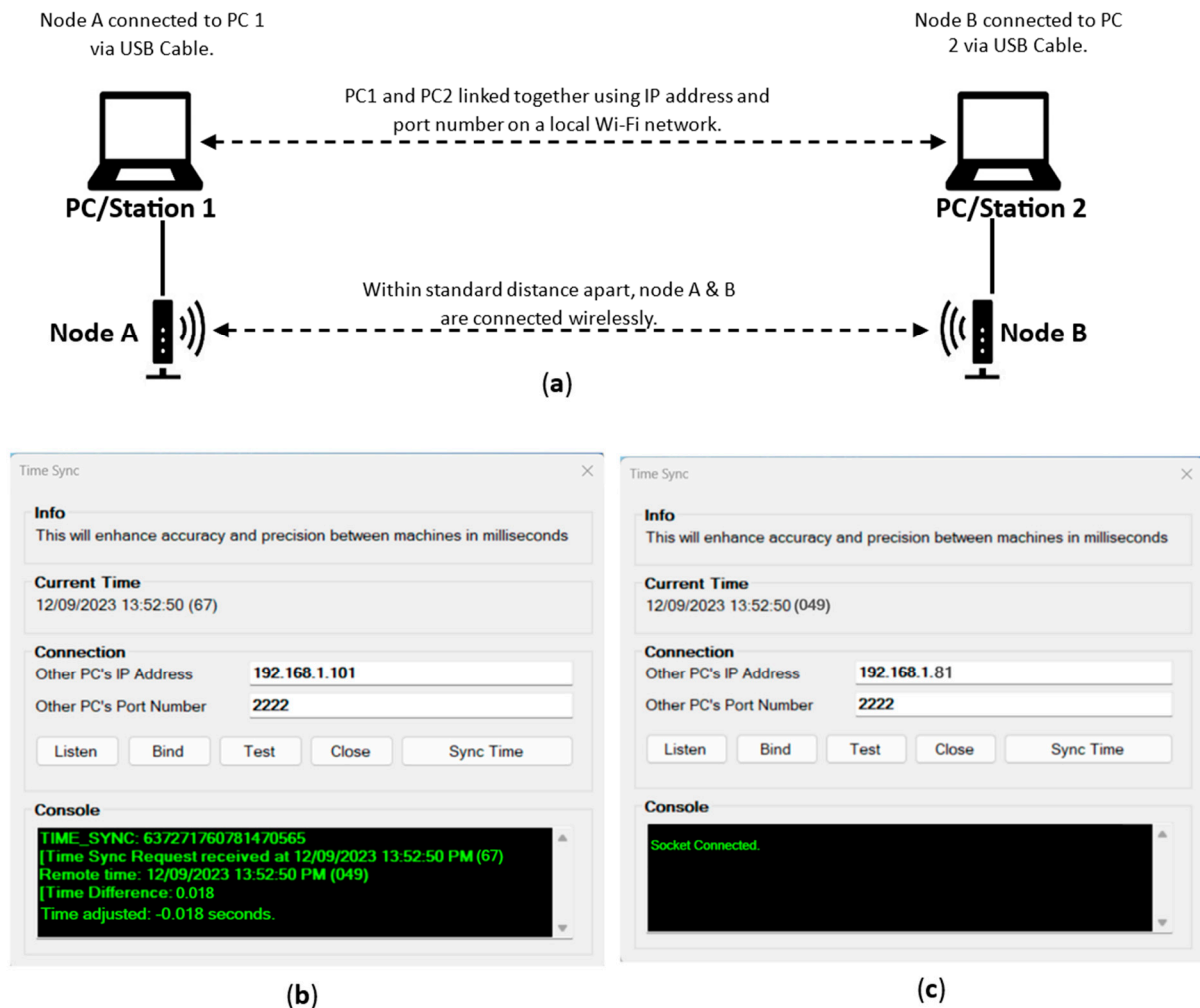 Node A connected to PC 1
via USB Cable.
Node B connected to PC
2 via USB Cable.
PC1 and PC2 linked together using IP address and
port number on a local Wi-Fi network.
PC/Station 1
PC/Station 2
Within standard distance apart, node A & B
are connected wirelessly.
Node A
Node B
(a)
Time Sync
Info
This will enhance accuracy and precision between machines in milliseconds
Current Time
12/09/2023 13:52:50 (67)
Connection
Other PC's IP Address 192.168.1.101
Other PC's Port Number 2222
Listen Bind Test Close Sync Time
Console
TIME_SYNC: 637271760781470565
[Time Sync Request received at 12/09/2023 13:52:50 PM (67)
Remote time: 12/09/2023 13:52:50 PM (049)
[Time Difference: 0.018
Time adjusted: -0.018 seconds.
(b)
Time Sync
Info
This will enhance accuracy and precision between machines in milliseconds
Current Time
12/09/2023 13:52:50 (049)
Connection
Other PC's IP Address 192.168.1.81
Other PC's Port Number 2222
Listen Bind Test Close Sync Time
Console
Socket Connected.
(c)